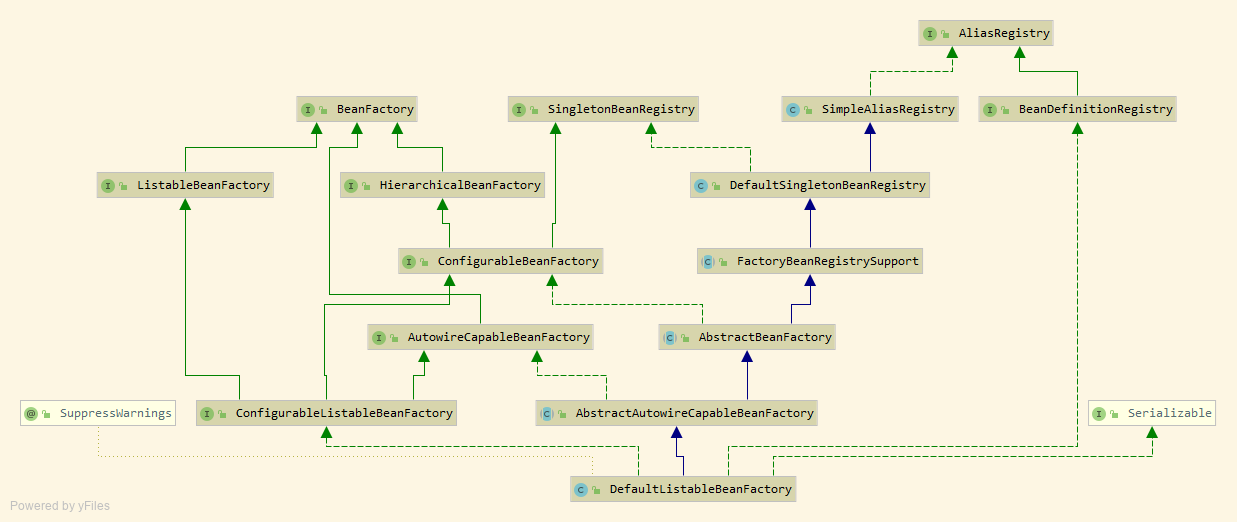 AliasRegistry
BeanFactory
SingletonBeanRegistry
SimpleAliasRegistry
BeanDefinitionRegistry
ListableBeanFactory
HierarchicalBeanFactory
DefaultSingletonBeanRegistry
ConfigurableBeanFactory
FactoryBeanRegistrySupport
AutowireCapableBeanFactory
AbstractBeanFactory
SuppressWarnings
ConfigurableListableBeanFactory
AbstractAutowireCapableBeanFactory
Serializable
DefaultListableBeanFactory
Powered by yFiles